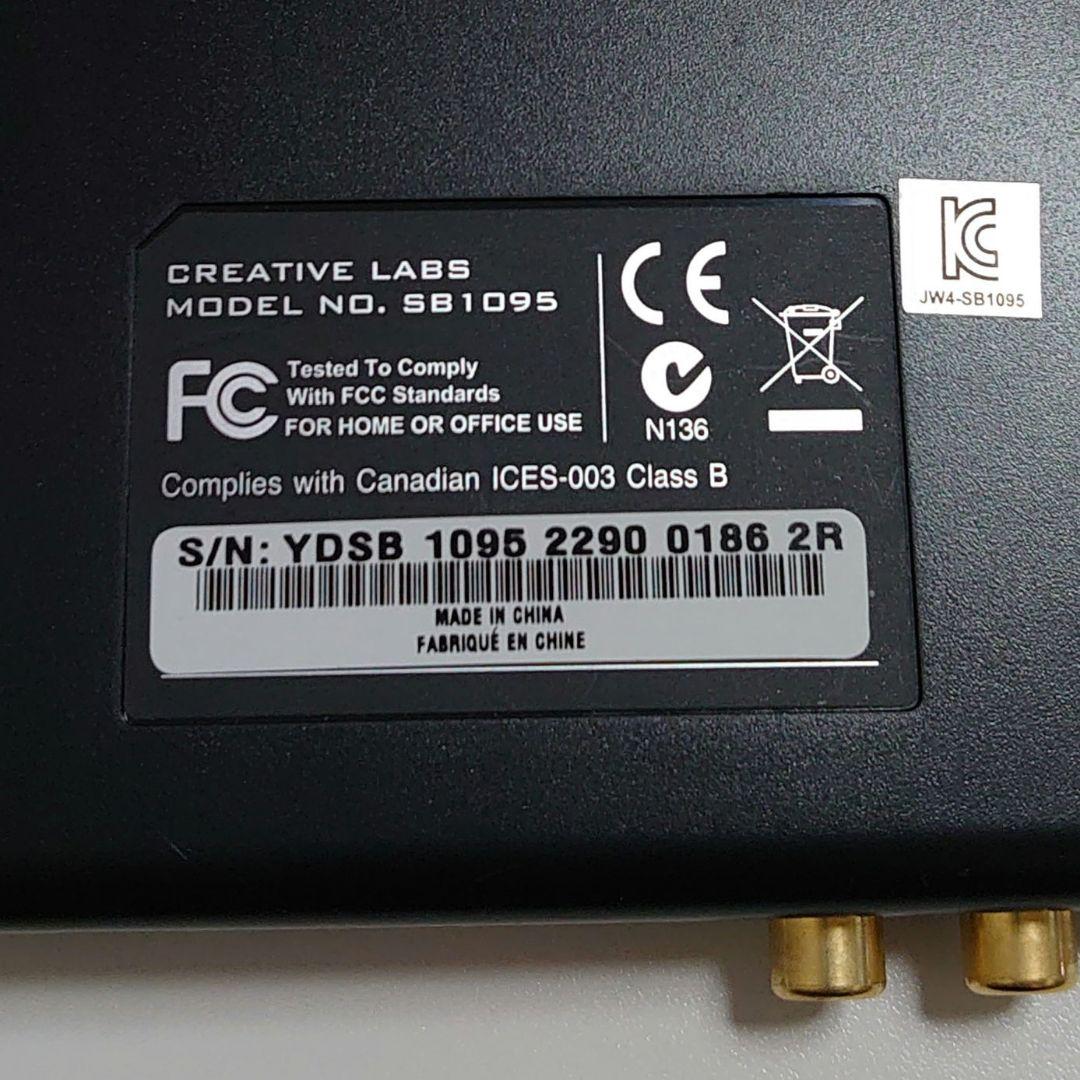 CREATIVE LABS
MODEL NO. SB1095
FC Tested To Comply
With FCC Standards
FOR HOME OR OFFICE USE
CE
N136
Complies with Canadian ICES-003 Class B
S/N: YDSB 1095 2290 0186 2R
MADE IN CHINA
FABRIQUÉ EN CHINE
KC
JW4-SB1095